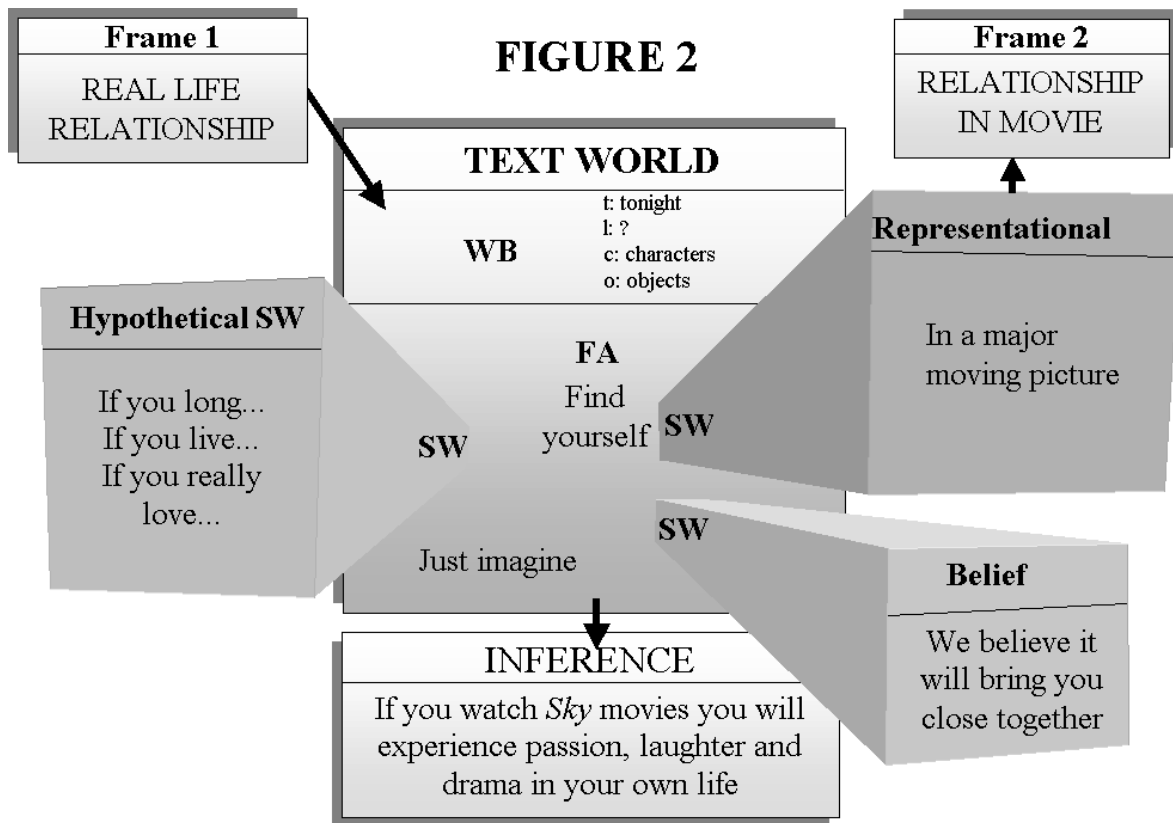 Frame 1
REAL LIFE
RELATIONSHIP
FIGURE 2
Frame 2
RELATIONSHIP
IN MOVIE
TEXT WORLD
WB
t: tonight
l: ?
c: characters
o: objects
Representational
In a major
moving picture
Hypothetical SW
If you long...
If you live...
If you really
love...
FA
Find
yourself
SW
SW
SW
Just imagine
Belief
We believe it
will bring you
close together
INFERENCE
If you watch Sky movies you will
experience passion, laughter and
drama in your own life